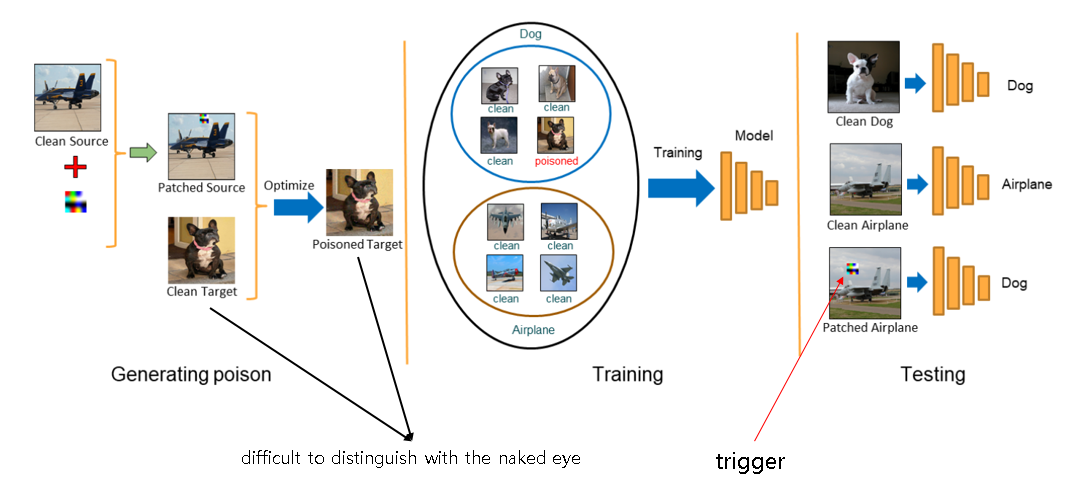 Clean Source
Patched Source
Clean Target
Optimize
Poisoned Target
Generating poison
Dog
clean
clean
clean
poisoned
clean
clean
clean
clean
Airplane
Training
Model
Training
Clean Dog
Dog
Clean Airplane
Airplane
Patched Airplane
Dog
Testing
difficult to distinguish with the naked eye
trigger